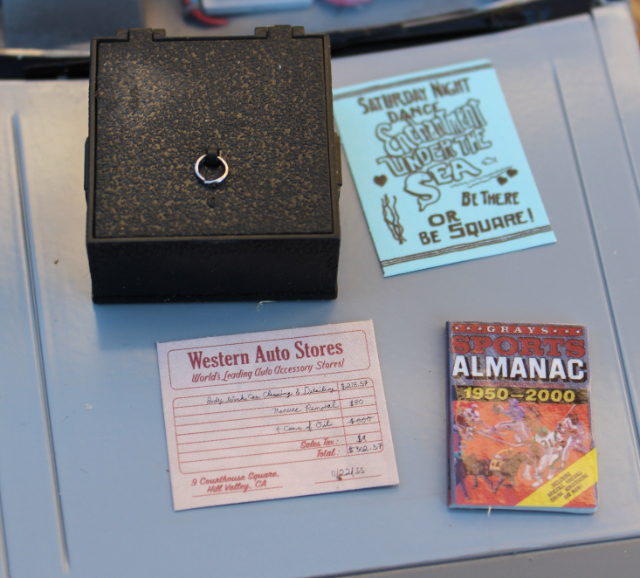 SATURDAY NIGHT
DANCE
ENCHANTMENT
UNDER THE
SEA
BE THERE
OR
BE SQUARE!
Western Auto Stores
World's Leading Auto Accessory Stores!
Body Work: Car Cleaning & Detailing
Manure Removal
4 Cans of Oil
Sales Tax:
Total: $302.57
9 Courthouse Square,
Hill Valley, CA
GRAYS
SPORTS
ALMANAC
1950-2000